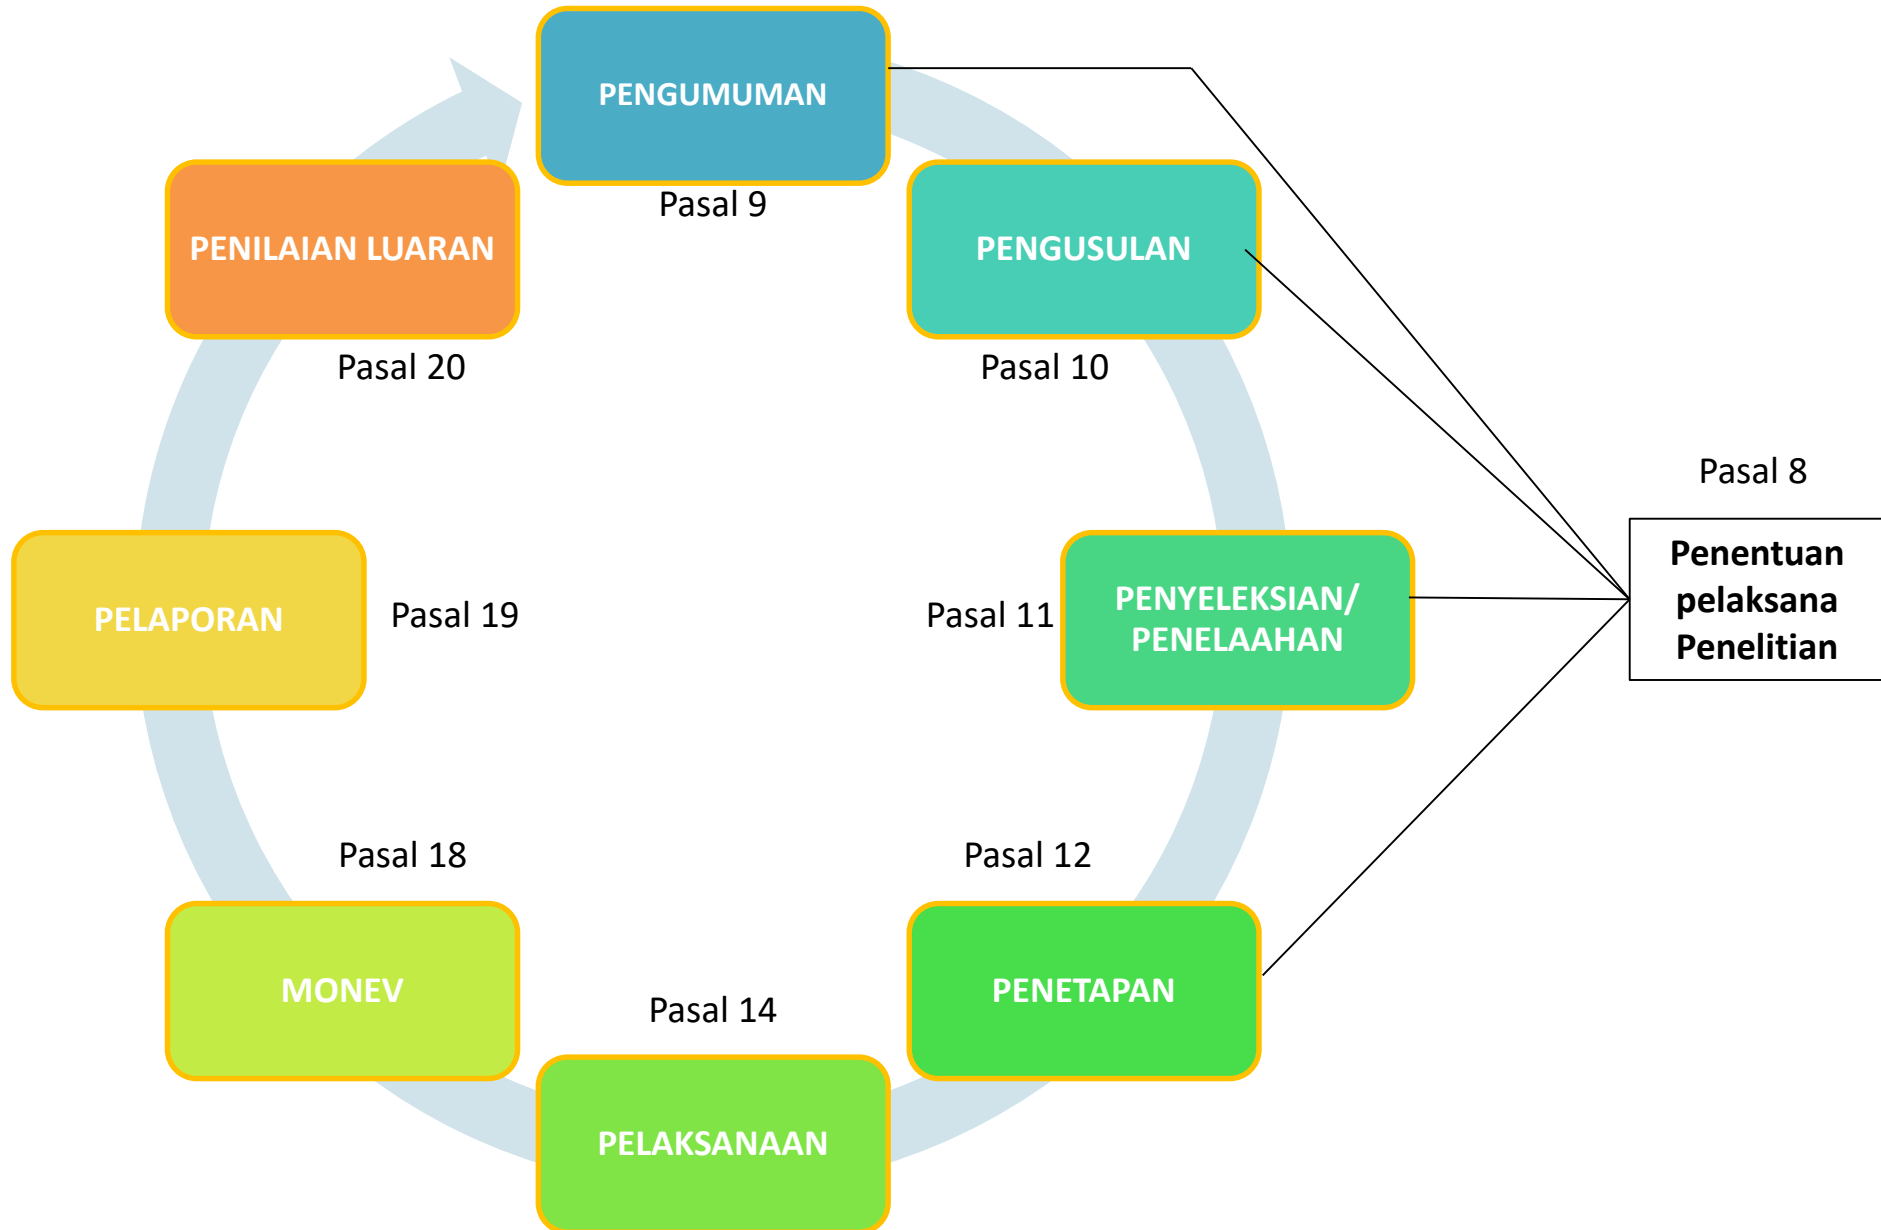 PENGUMUMAN
Pasal 9
PENGUSULAN
Pasal 10
PENYELEKSIAN/
PENELAAHAN
Pasal 11
PENETAPAN
Pasal 12
PELAKSANAAN
Pasal 14
MONEV
Pasal 18
PELAPORAN
Pasal 19
PENILAIAN LUARAN
Pasal 20
Pasal 8
Penentuan
pelaksana
Penelitian